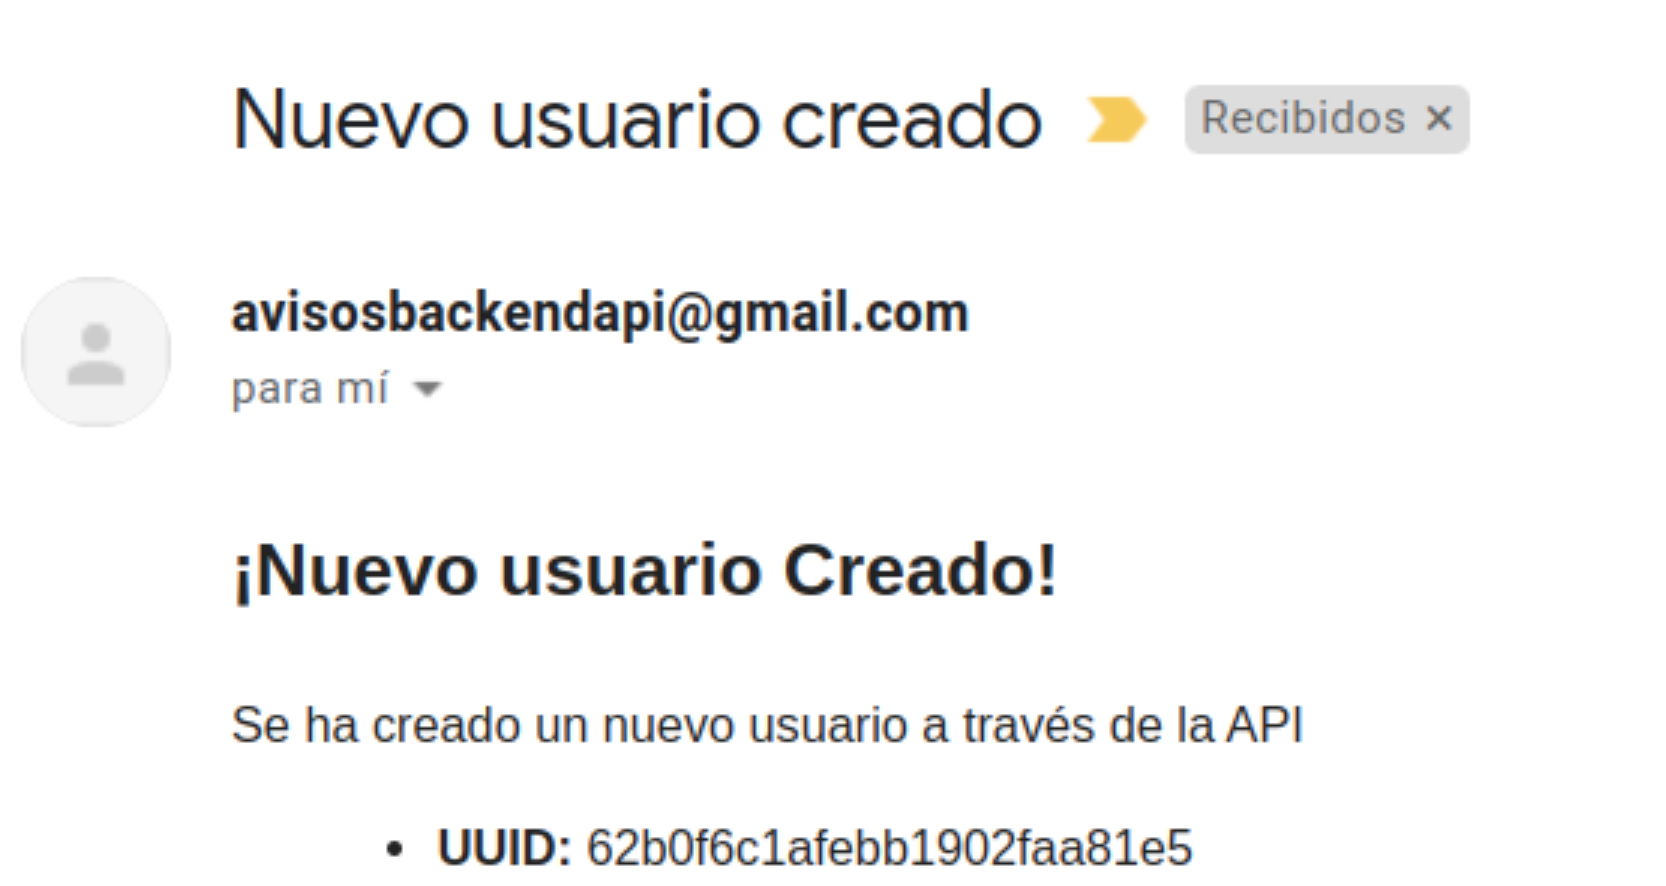 Nuevo usuario creado Recibidos ×
avisosbackendapi@gmail.com
para mí
¡Nuevo usuario Creado!
Se ha creado un nuevo usuario a través de la API
• UUID: 62b0f6c1afebb1902faa81e5